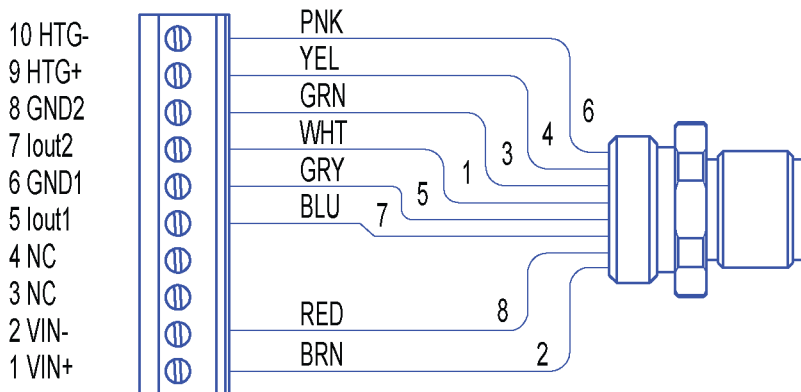 10 HTG- PNK
9 HTG+ YEL
8 GND2 GRN 4 6
7 Iout2 WHT 1 3
6 GND1 GRY 5
5 Iout1 BLU 7
4 NC
3 NC
2 VIN- RED 8
1 VIN+ BRN 2